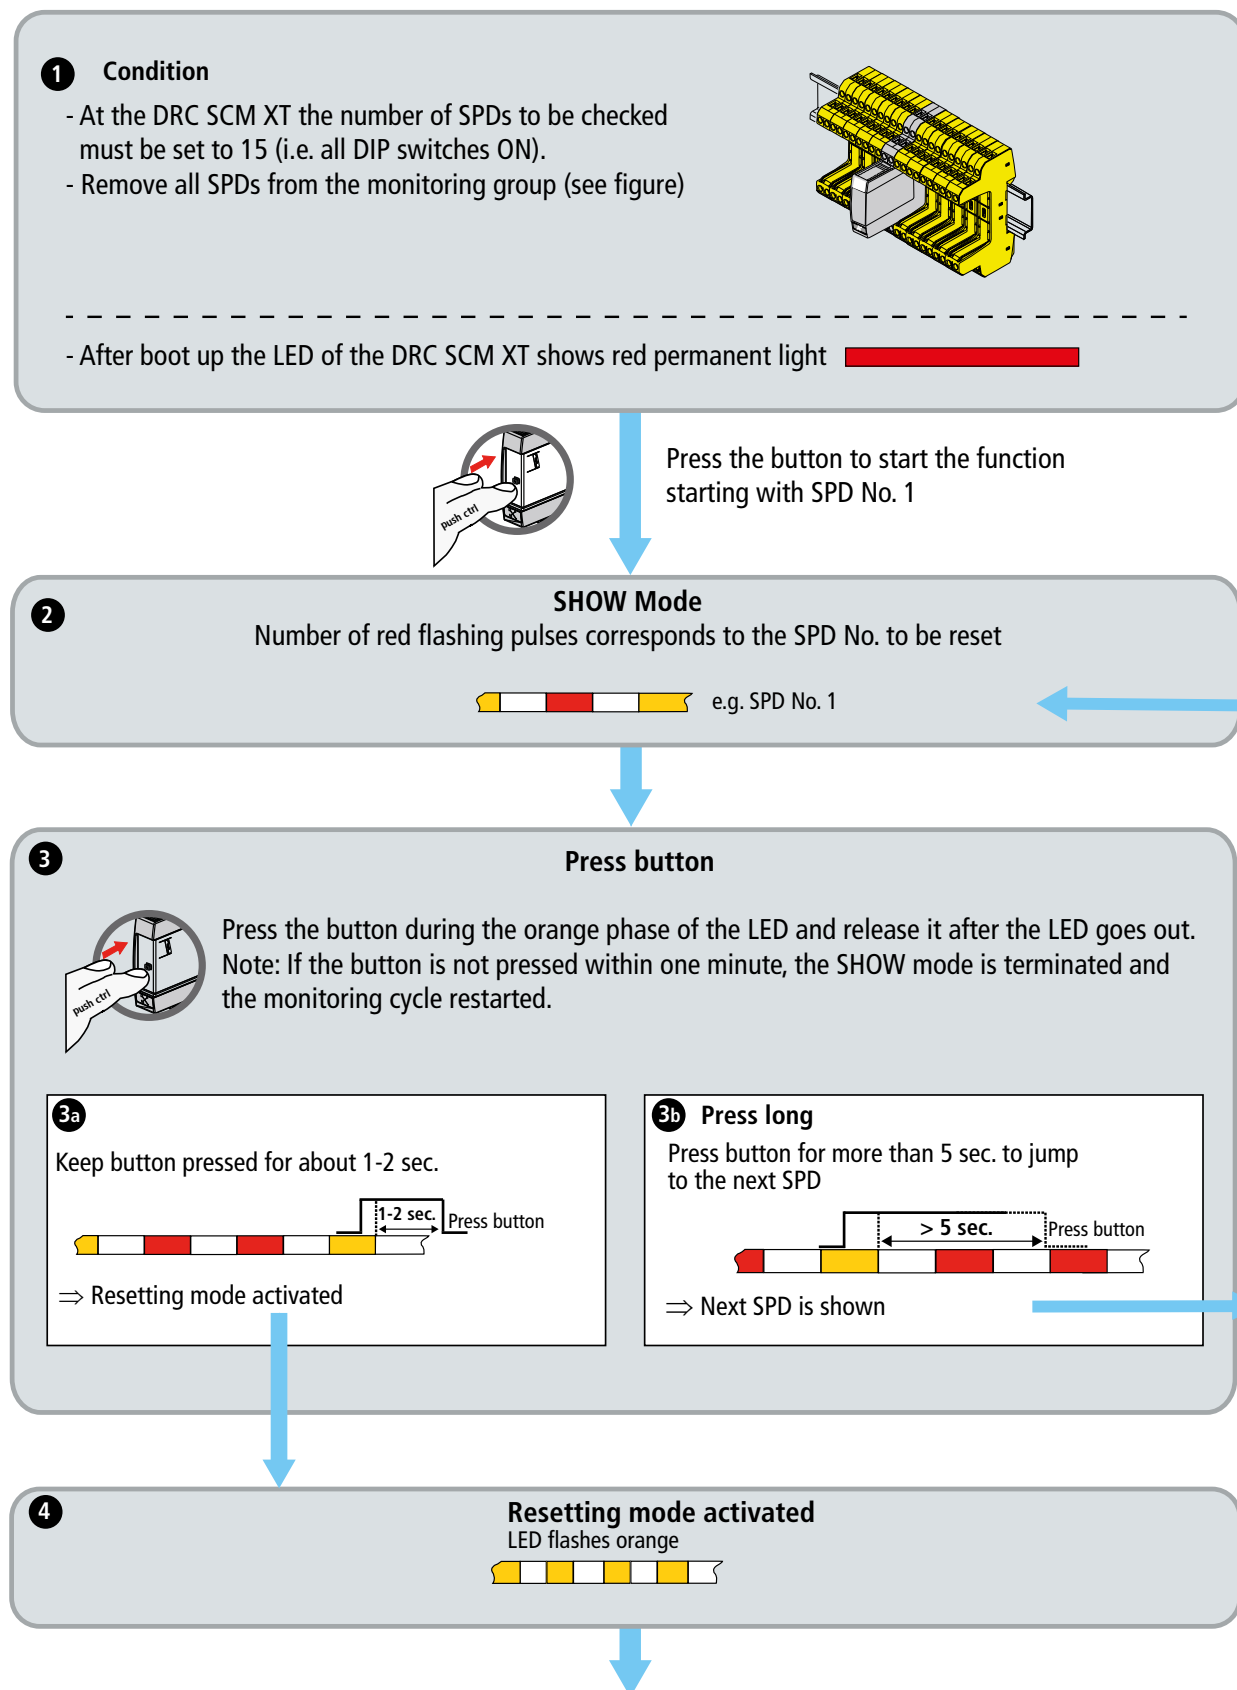 1 Condition
- At the DRC SCM XT the number of SPDs to be checked
must be set to 15 (i.e. all DIP switches ON).
- Remove all SPDs from the monitoring group (see figure)
- After boot up the LED of the DRC SCM XT shows red permanent light
push ctrl
Press the button to start the function
starting with SPD No. 1
2 SHOW Mode
Number of red flashing pulses corresponds to the SPD No. to be reset
e.g. SPD No. 1
3 Press button
push ctrl
Press the button during the orange phase of the LED and release it after the LED goes out.
Note: If the button is not pressed within one minute, the SHOW mode is terminated and
the monitoring cycle restarted.
3a
Keep button pressed for about 1-2 sec.
1-2 sec. Press button
⇒ Resetting mode activated
3b Press long
Press button for more than 5 sec. to jump
to the next SPD
> 5 sec. Press button
⇒ Next SPD is shown
4 Resetting mode activated
LED flashes orange